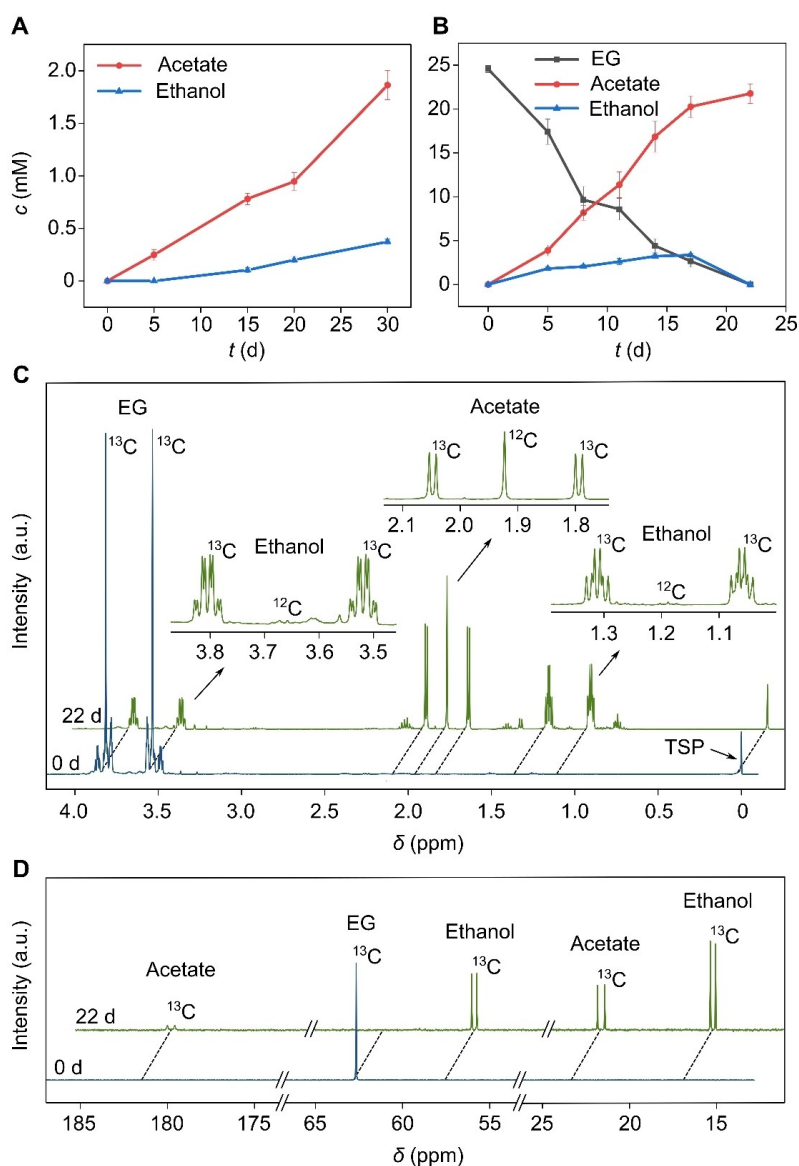 A
Acetate
Ethanol
2.0
1.5
1.0
0.5
0
c (mM)
0 5 10 15 20 25 30
t (d)
B
EG
Acetate
Ethanol
25
20
15
10
5
0
0 5 10 15 20 25
t (d)
C
EG
¹³C ¹³C
Acetate
¹³C ¹²C ¹³C
2.1 2.0 1.9 1.8
Ethanol
¹³C ¹²C ¹³C
3.8 3.7 3.6 3.5
Ethanol
¹³C ¹²C ¹³C
1.3 1.2 1.1
22 d
0 d
TSP
Intensity (a.u.)
4.0 3.5 3.0 2.5 2.0 1.5 1.0 0.5 0
δ (ppm)
D
Acetate
¹³C
EG
¹³C
Ethanol
¹³C
Acetate
¹³C
Ethanol
¹³C
22 d
0 d
Intensity (a.u.)
185 180 175 65 60 55 25 20 15
δ (ppm)